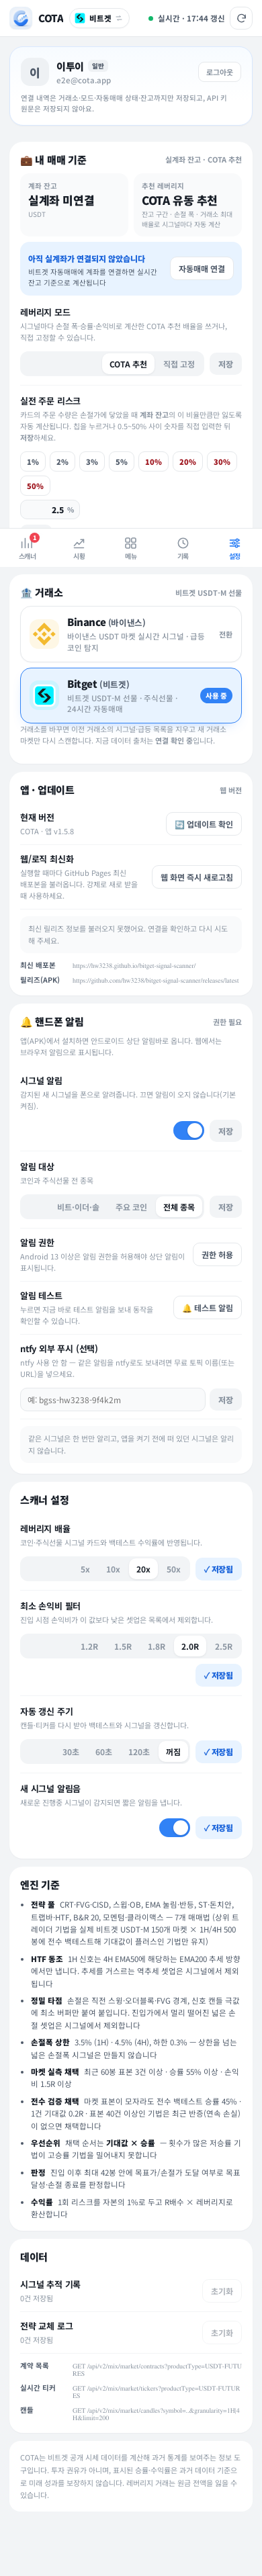 COTA 비트겟 실시간 · 17:44 갱신
이 이투이 일반
e2e@cota.app
로그아웃
연결 내역은 거래소·모드·자동매매 상태·잔고까지만 저장되고, API 키
원문은 저장되지 않아요.
💼 내 매매 기준 실계좌 잔고 · COTA 추천
계좌 잔고
실계좌 미연결
USDT
추천 레버리지
COTA 유동 추천
잔고 구간 · 손절 폭 · 거래소 최대
배율로 시그널마다 자동 계산
아직 실계좌가 연결되지 않았습니다
비트겟 자동매매에 계좌를 연결하면 실시간
잔고 기준으로 계산됩니다
자동매매 연결
레버리지 모드
시그널마다 손절 폭·승률·손익비로 계산한 COTA 추천 배율을 쓰거나,
직접 고정할 수 있습니다.
COTA 추천 직접 고정 저장
실전 주문 리스크
카드의 주문 수량은 손절가에 닿았을 때 계좌 잔고의 이 비율만큼만 잃도록
자동 계산됩니다. 칩을 누르거나 0.5~50% 사이 숫자를 직접 입력한 뒤
저장하세요.
1% 2% 3% 5% 10% 20% 30%
50%
2.5 %
1
스캐너 시황 메뉴 기록 설정
🏦 거래소 비트겟 USDT-M 선물
Binance (바이낸스)
바이낸스 USDT 마켓 실시간 시그널 · 급등
코인 탐지
전환
Bitget (비트겟)
비트겟 USDT-M 선물 · 주식선물 ·
24시간 자동매매
사용 중
거래소를 바꾸면 이전 거래소의 시그널·급등 목록을 지우고 새 거래소
마켓만 다시 스캔합니다. 지금 데이터 출처는 연결 확인 중입니다.
앱 · 업데이트 웹 버전
현재 버전
COTA · 앱 v1.5.8
🔄 업데이트 확인
웹/로직 최신화
실행할 때마다 GitHub Pages 최신
배포본을 불러옵니다. 강제로 새로 받을
때 사용하세요.
웹 화면 즉시 새로고침
최신 릴리즈 정보를 불러오지 못했어요. 연결을 확인하고 다시 시도
해 주세요.
최신 배포본 https://hw3238.github.io/bitget-signal-scanner/
릴리즈(APK) https://github.com/hw3238/bitget-signal-scanner/releases/latest
🔔 핸드폰 알림 권한 필요
앱(APK)에서 설치하면 안드로이드 상단 알림바로 옵니다. 웹에서는
브라우저 알림으로 표시됩니다.
시그널 알림
감지된 새 시그널을 폰으로 알려줍니다. 끄면 알림이 오지 않습니다(기본
켜짐).
저장
알림 대상
코인과 주식선물 전 종목
비트·이더·솔 주요 코인 전체 종목 저장
알림 권한
Android 13 이상은 알림 권한을 허용해야 상단 알림이
표시됩니다.
권한 허용
알림 테스트
누르면 지금 바로 테스트 알림을 보내 동작을
확인할 수 있습니다.
🔔 테스트 알림
ntfy 외부 푸시 (선택)
ntfy 사용 안 함 — 같은 알림을 ntfy로도 보내려면 무료 토픽 이름(또는
URL)을 넣으세요.
예: bgss-hw3238-9f4k2m 저장
같은 시그널은 한 번만 알리고, 앱을 켜기 전에 떠 있던 시그널은 알리
지 않습니다.
스캐너 설정
레버리지 배율
코인·주식선물 시그널 카드와 백테스트 수익률에 반영됩니다.
5x 10x 20x 50x ✓ 저장됨
최소 손익비 필터
진입 시점 손익비가 이 값보다 낮은 셋업은 목록에서 제외합니다.
1.2R 1.5R 1.8R 2.0R 2.5R
✓ 저장됨
자동 갱신 주기
캔들·티커를 다시 받아 백테스트와 시그널을 갱신합니다.
30초 60초 120초 꺼짐 ✓ 저장됨
새 시그널 알림음
새로운 진행중 시그널이 감지되면 짧은 알림을 냅니다.
✓ 저장됨
엔진 기준
• 전략 풀 CRT·FVG·CISD, 스윕·OB, EMA 눌림·반등, ST·돈치안,
트랩바·HTF, B&R 20, 모멘텀·클라이맥스 — 7개 매매법 (상위 트
레이더 기법을 실제 비트겟 USDT-M 150개 마켓 × 1H/4H 500
봉에 전수 백테스트해 기대값이 플러스인 기법만 유지)
• HTF 동조 1H 신호는 4H EMA50에 해당하는 EMA200 추세 방향
에서만 냅니다. 추세를 거스르는 역추세 셋업은 시그널에서 제외
됩니다
• 정밀 타점 손절은 직전 스윙·오더블록·FVG 경계, 신호 캔들 극값
에 최소 버퍼만 붙여 붙입니다. 진입가에서 멀리 떨어진 넓은 손
절 셋업은 시그널에서 제외합니다
• 손절폭 상한 3.5% (1H) · 4.5% (4H), 하한 0.3% — 상한을 넘는
넓은 손절폭 시그널은 만들지 않습니다
• 마켓 실측 채택 최근 60봉 표본 3건 이상 · 승률 55% 이상 · 손익
비 1.5R 이상
• 전수 검증 채택 마켓 표본이 모자라도 전수 백테스트 승률 45% ·
1건 기대값 0.2R · 표본 40건 이상인 기법은 최근 반증(연속 손실)
이 없으면 채택합니다
• 우선순위 채택 순서는 기대값 × 승률 — 횟수가 많은 저승률 기
법이 고승률 기법을 밀어내지 못합니다
• 판정 진입 이후 최대 42봉 안에 목표가/손절가 도달 여부로 목표
달성·손절 종료를 판정합니다
• 수익률 1회 리스크를 자본의 1%로 두고 R배수 × 레버리지로
환산합니다
데이터
시그널 추적 기록
0건 저장됨
초기화
전략 교체 로그
0건 저장됨
초기화
계약 목록 GET /api/v2/mix/market/contracts?productType=USDT-FUTU
RES
실시간 티커 GET /api/v2/mix/market/tickers?productType=USDT-FUTUR
ES
캔들 GET /api/v2/mix/market/candles?symbol=..&granularity=1H|4
H&limit=200
COTA는 비트겟 공개 시세 데이터를 계산해 과거 통계를 보여주는 정보 도
구입니다. 투자 권유가 아니며, 표시된 승률·수익률은 과거 데이터 기준으
로 미래 성과를 보장하지 않습니다. 레버리지 거래는 원금 전액을 잃을 수
있습니다.